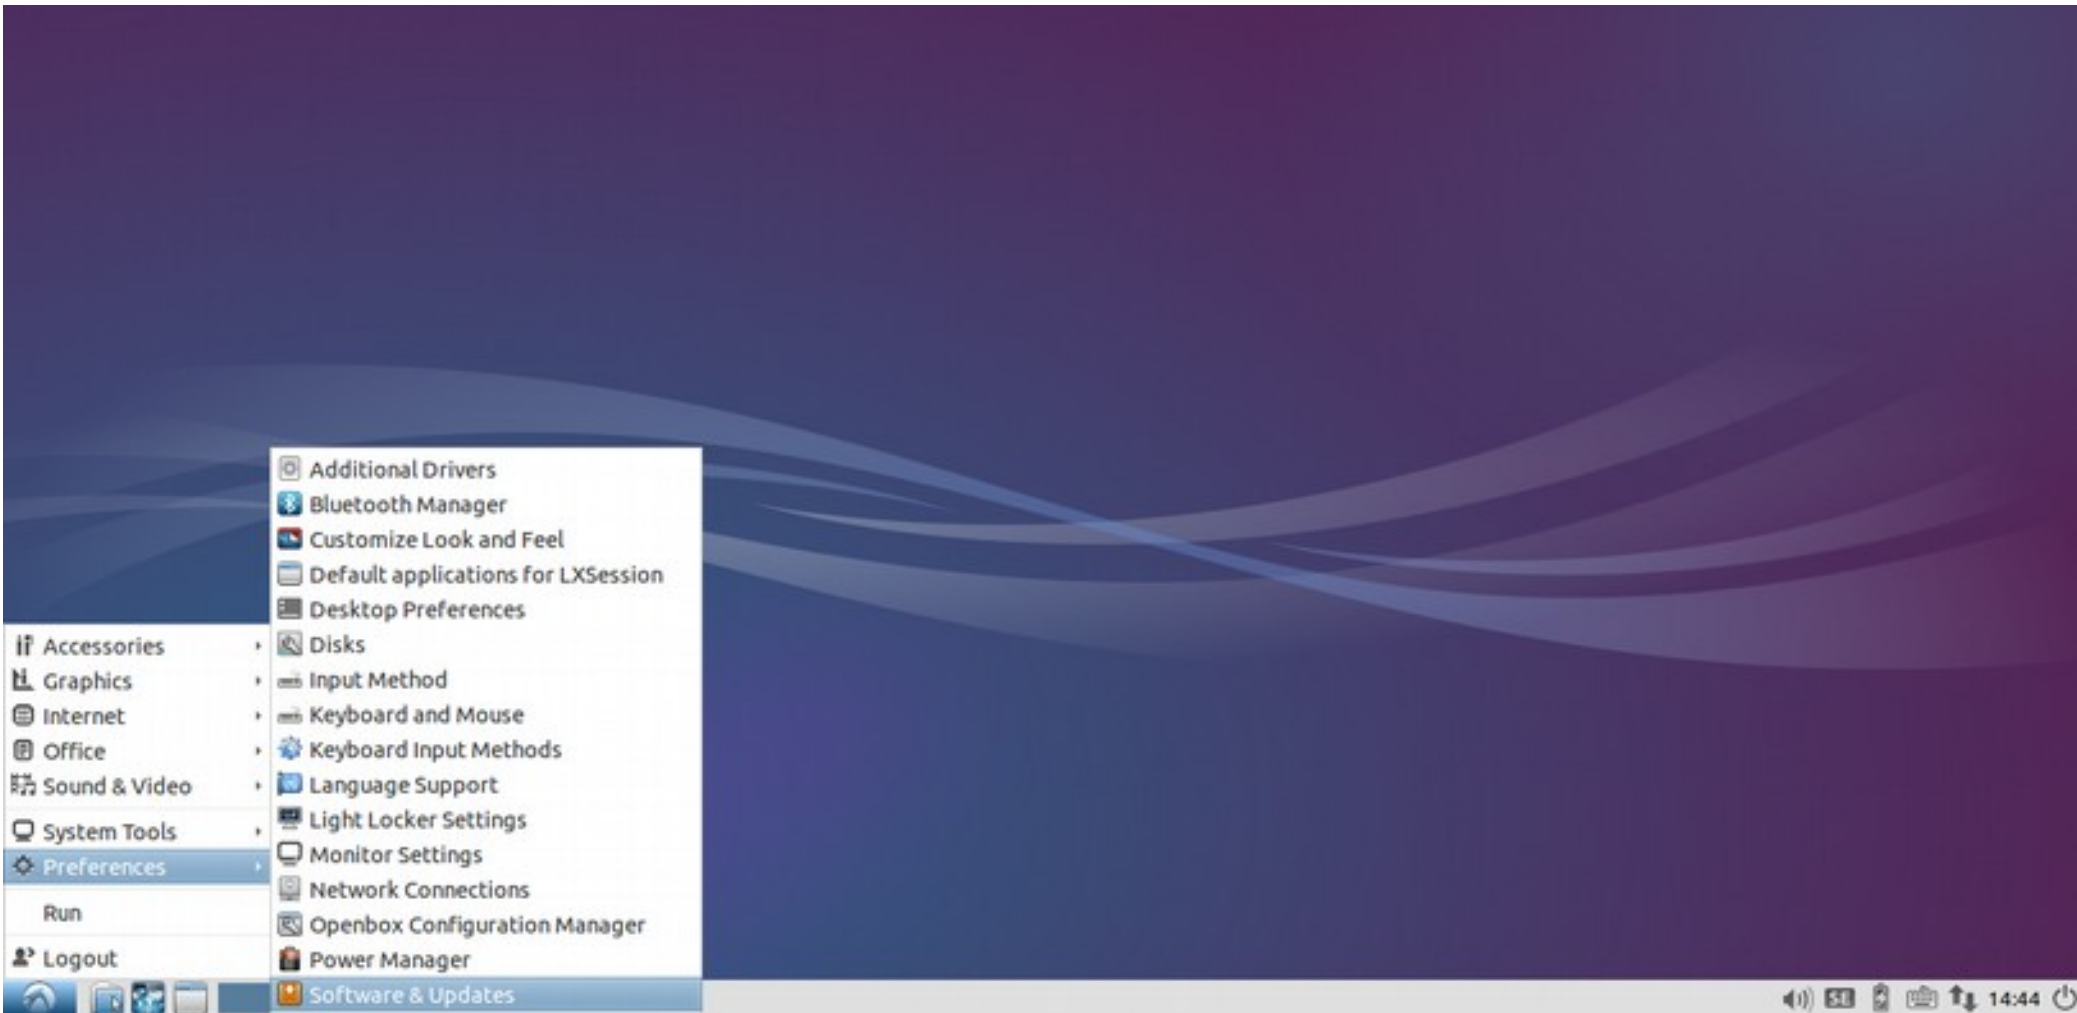 Additional Drivers
Bluetooth Manager
Customize Look and Feel
Default applications for LXSession
Desktop Preferences
Disks
Input Method
Keyboard and Mouse
Keyboard Input Methods
Language Support
Light Locker Settings
Monitor Settings
Network Connections
Openbox Configuration Manager
Power Manager
Software & Updates
Accessories
Graphics
Internet
Office
Sound & Video
System Tools
Preferences
Run
Logout
14:44